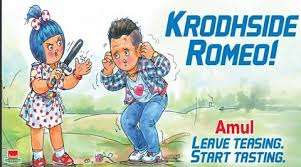 KRODHSIDE
ROMEO!
Amul
LEAVE TEASING.
START TASTING.